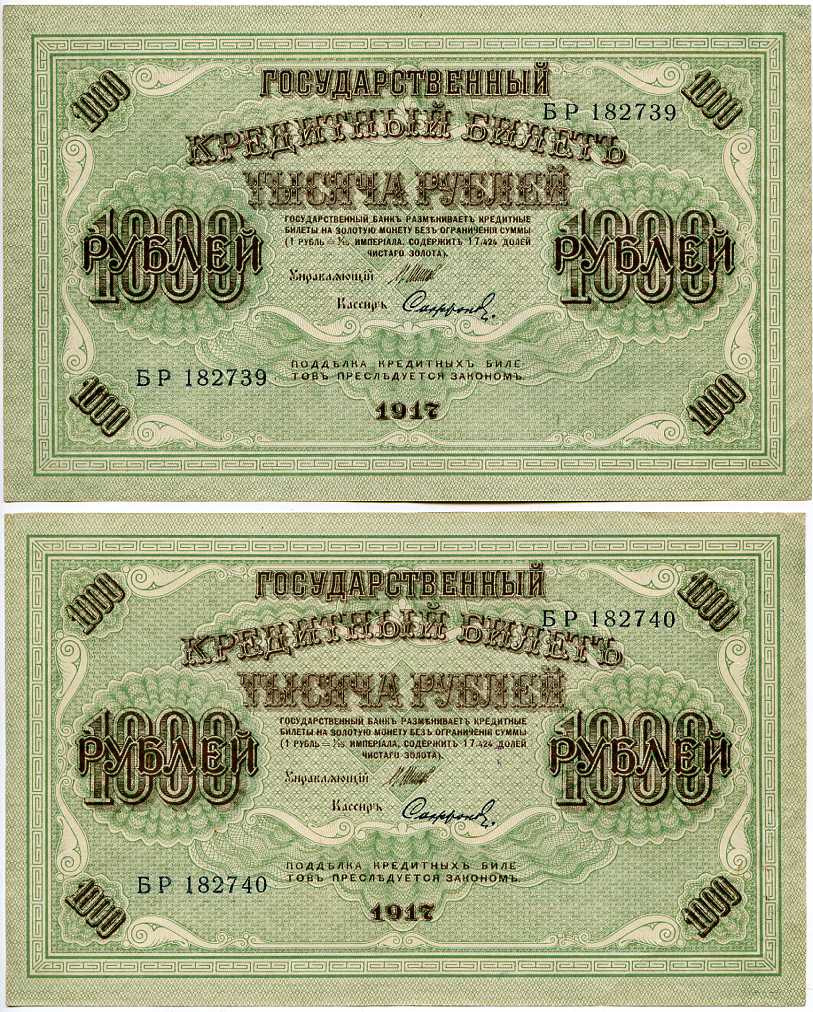 1000
1000
ГОСУДАРСТВЕННЫЙ
БР 182739
КРЕДИТНЫЙ БИЛЕТЪ
ТЫСЯЧА РУБЛЕЙ
1000 РУБЛЕЙ
1000 РУБЛЕЙ
ГОСУДАРСТВЕННЫЙ БАНКЪ РАЗМѢНИВАЕТЪ КРЕДИТНЫЕ
БИЛЕТЫ НА ЗОЛОТУЮ МОНЕТУ БЕЗЪ ОГРАНИЧЕНІЯ СУММЫ
(1 РУБЛЬ = 1/15 ИМПЕРІАЛА, СОДЕРЖИТЪ 17,424 ДОЛЕЙ
ЧИСТАГО ЗОЛОТА).
Управляющій
Кассиръ Сафронов
БР 182739
ПОДДѢЛКА КРЕДИТНЫХЪ БИЛЕ
ТОВЪ ПРЕСЛѢДУЕТСЯ ЗАКОНОМЪ.
1000
1917
1000
1000
1000
ГОСУДАРСТВЕННЫЙ
БР 182740
КРЕДИТНЫЙ БИЛЕТЪ
ТЫСЯЧА РУБЛЕЙ
1000 РУБЛЕЙ
1000 РУБЛЕЙ
ГОСУДАРСТВЕННЫЙ БАНКЪ РАЗМѢНИВАЕТЪ КРЕДИТНЫЕ
БИЛЕТЫ НА ЗОЛОТУЮ МОНЕТУ БЕЗЪ ОГРАНИЧЕНІЯ СУММЫ
(1 РУБЛЬ = 1/15 ИМПЕРІАЛА, СОДЕРЖИТЪ 17,424 ДОЛЕЙ
ЧИСТАГО ЗОЛОТА).
Управляющій
Кассиръ Сафронов
БР 182740
ПОДДѢЛКА КРЕДИТНЫХЪ БИЛЕ
ТОВЪ ПРЕСЛѢДУЕТСЯ ЗАКОНОМЪ.
1000
1917
1000